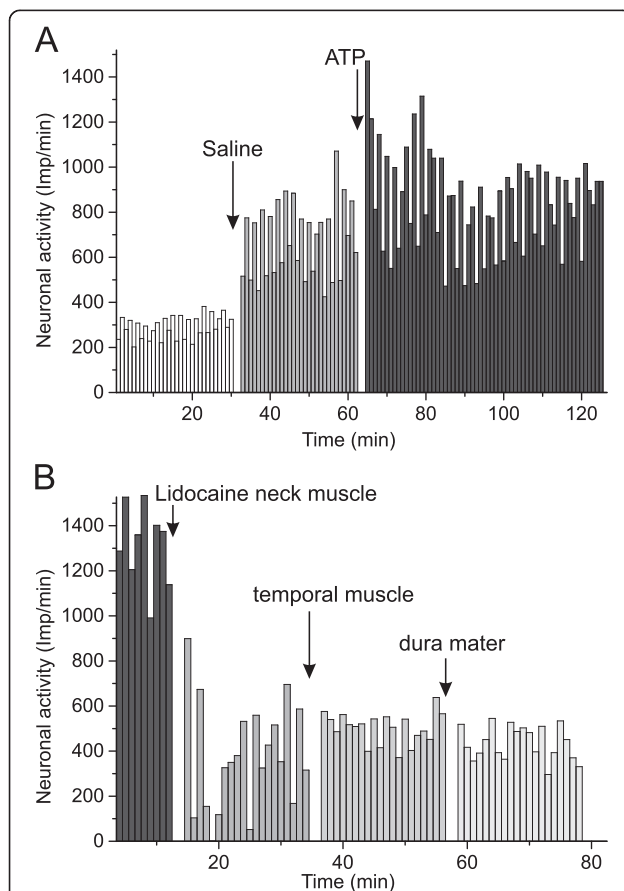 A
Neuronal activity (Imp/min)
1400
1200
1000
800
600
400
200
0
Saline
ATP
20
40
60
80
100
120
Time (min)
B
Neuronal activity (Imp/min)
1400
1200
1000
800
600
400
200
0
Lidocaine neck muscle
temporal muscle
dura mater
20
40
60
80
Time (min)